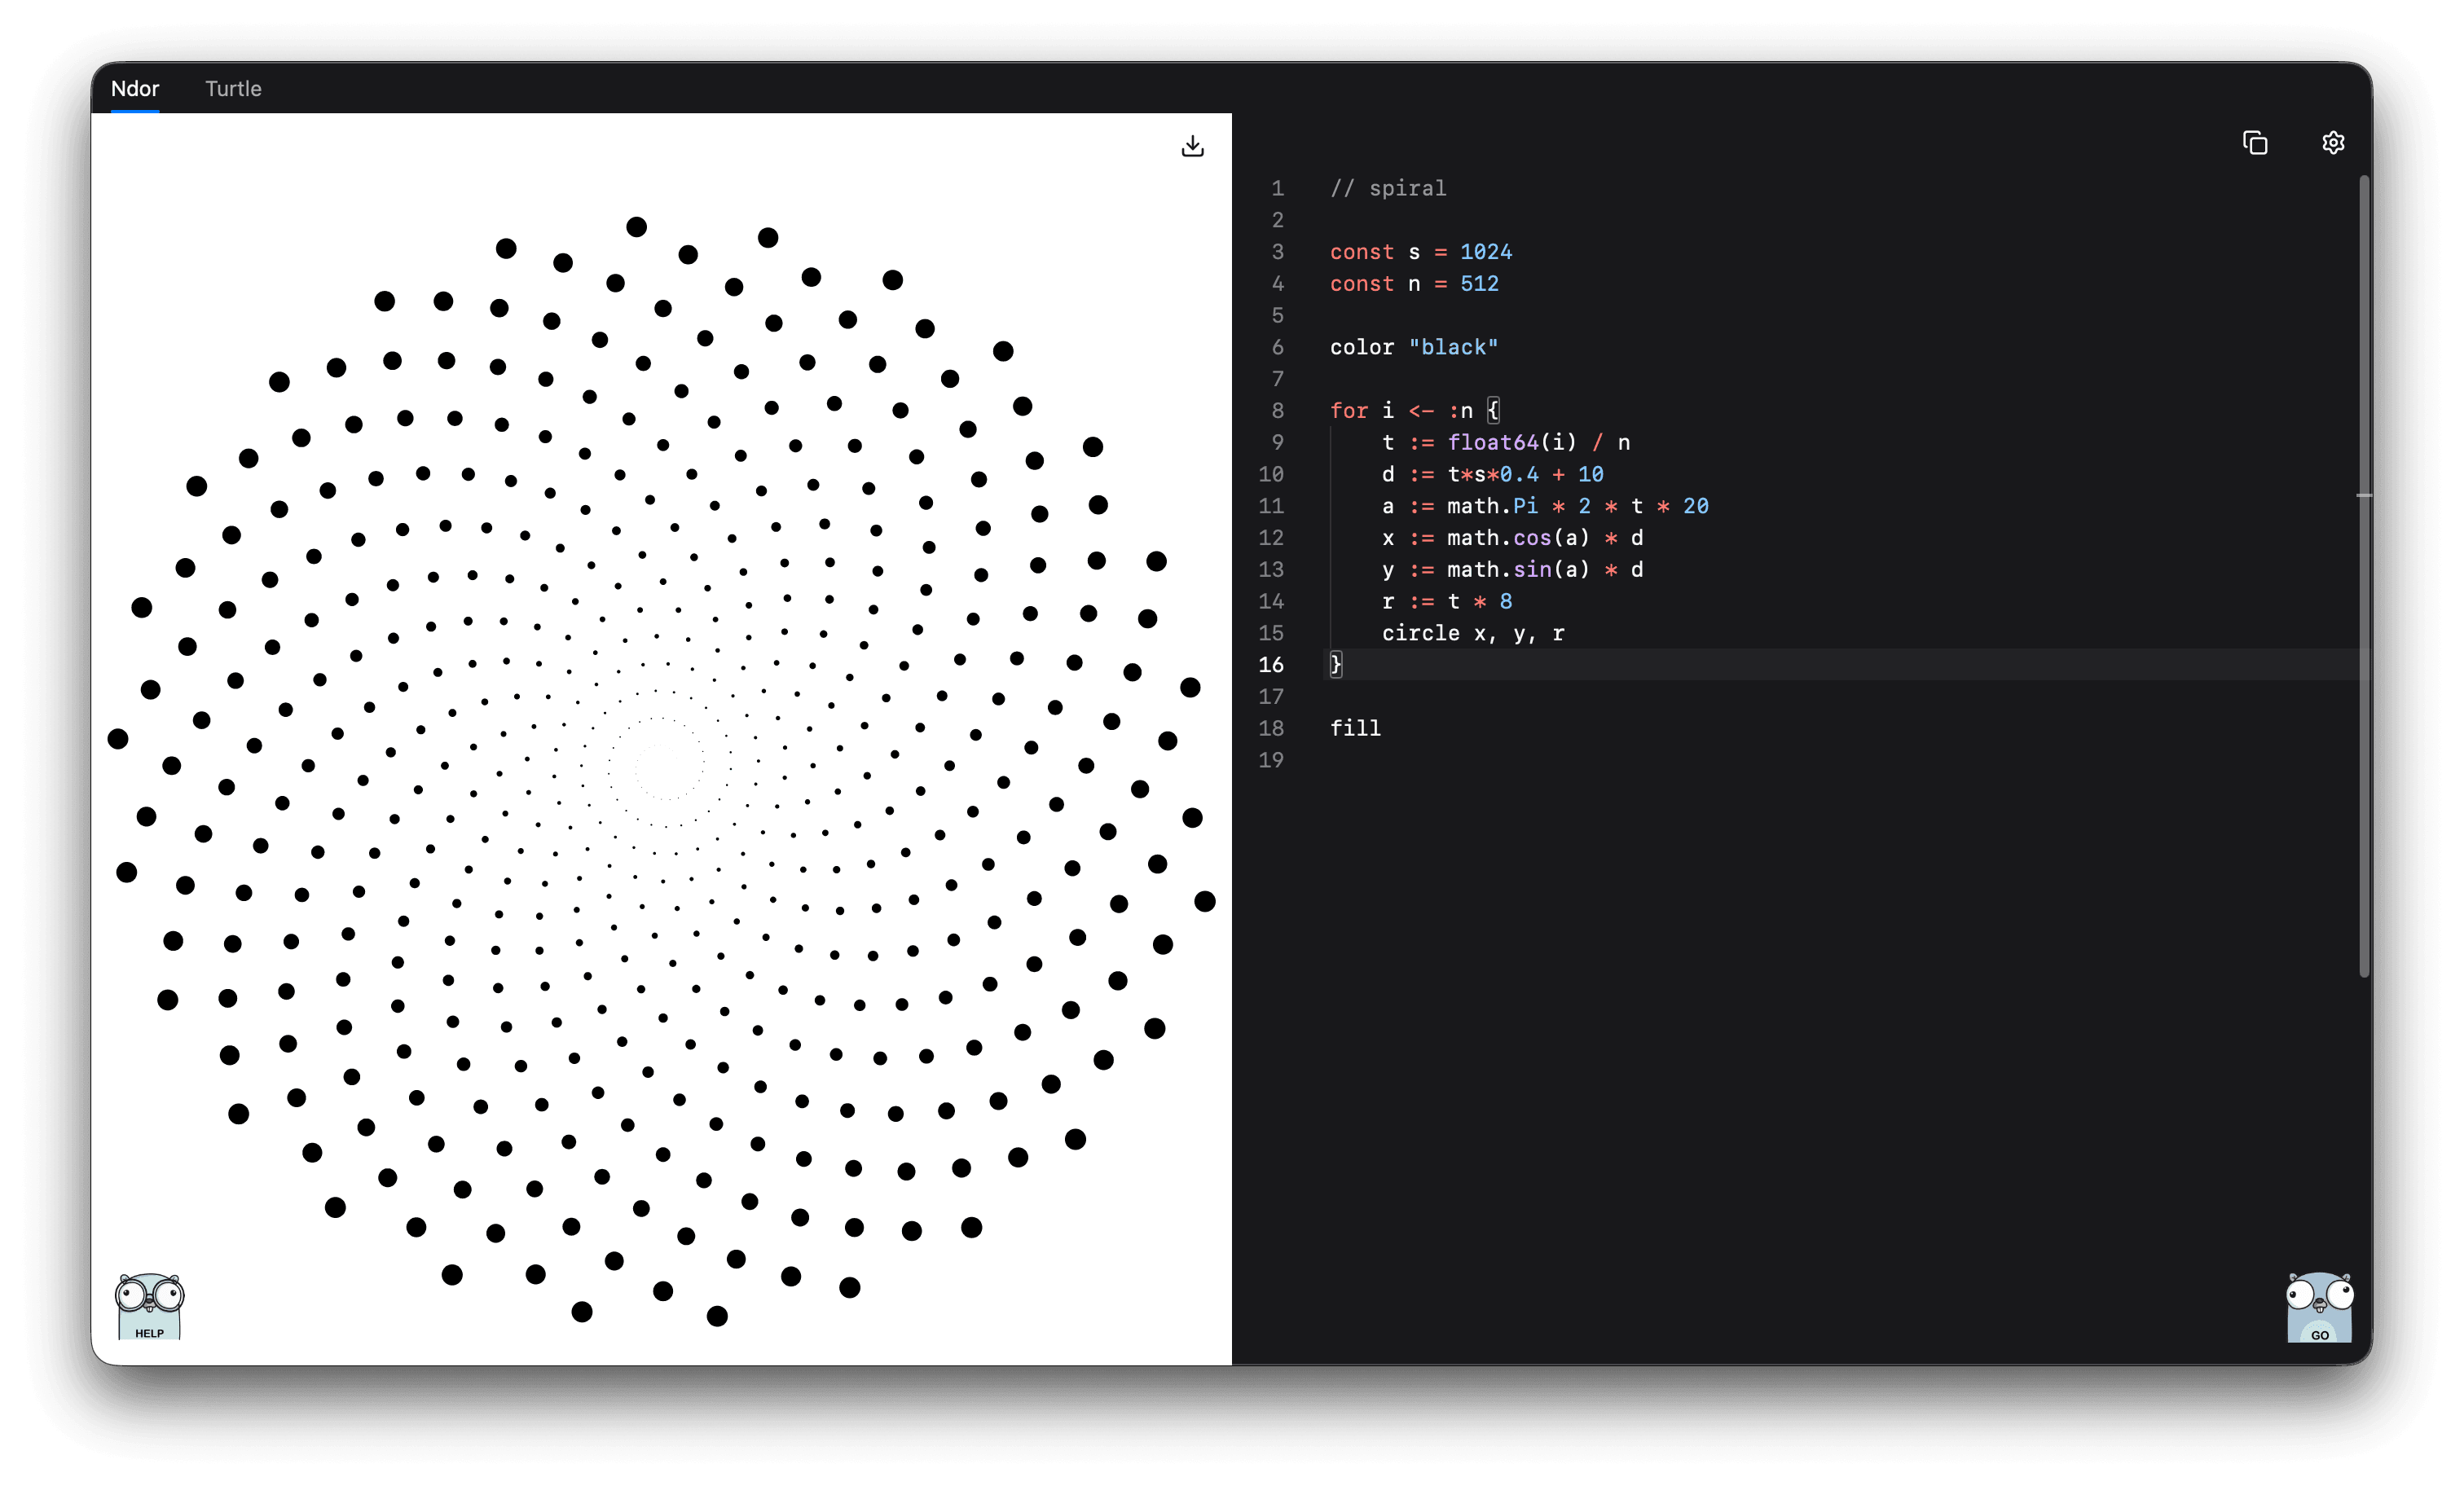 Ndor Turtle
1 // spiral
2
3 const s = 1024
4 const n = 512
5
6 color "black"
7
8 for i <- :n {
9 t := float64(i) / n
10 d := t*s*0.4 + 10
11 a := math.Pi * 2 * t * 20
12 x := math.cos(a) * d
13 y := math.sin(a) * d
14 r := t * 8
15 circle x, y, r
16 }
17
18 fill
19
HELP
GO